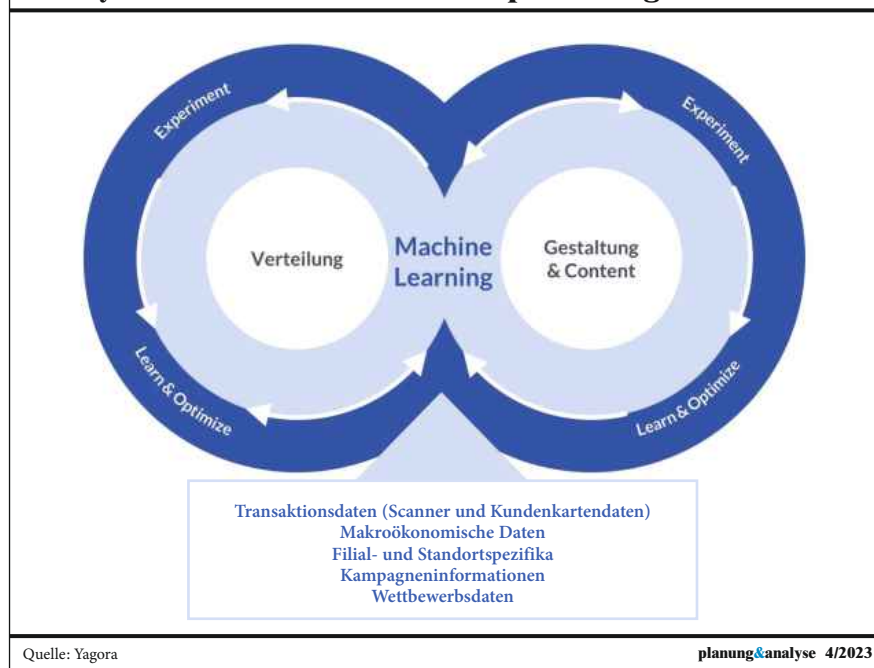 Experiment
Experiment
Verteilung
Machine
Learning
Gestaltung
& Content
Learn & Optimize
Learn & Optimize
Transaktionsdaten (Scanner und Kundenkartendaten)
Makroökonomische Daten
Filial- und Standortspezifika
Kampagneninformationen
Wettbewerbsdaten
Quelle: Yagora
planung&analyse 4/2023